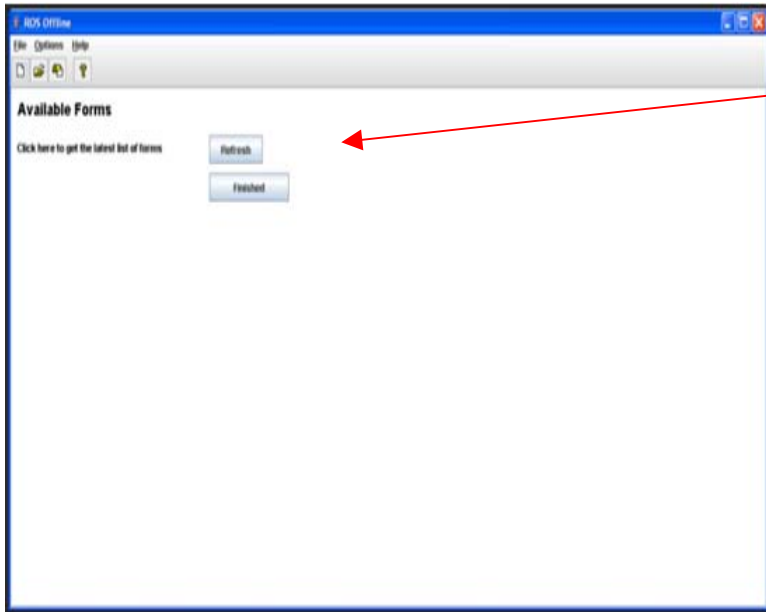 ROS Offline
File Options Help
Available Forms
Click here to get the latest list of forms Refresh
Finished